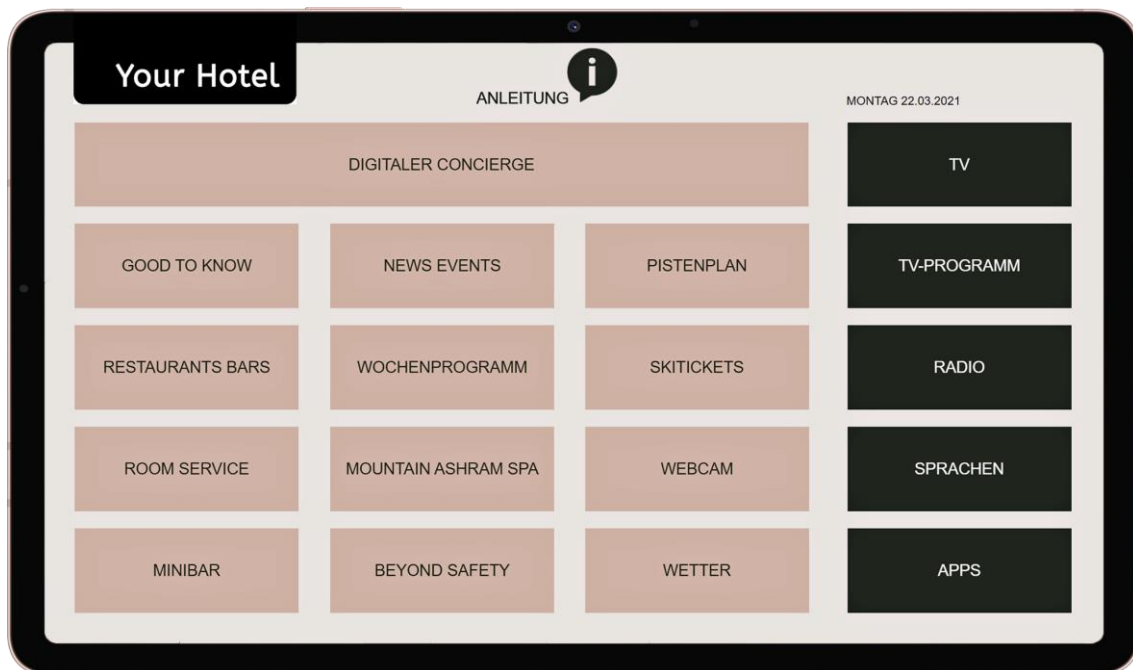 Your Hotel
ANLEITUNG i
MONTAG 22.03.2021
DIGITALER CONCIERGE
TV
GOOD TO KNOW
NEWS EVENTS
PISTENPLAN
TV-PROGRAMM
RESTAURANTS BARS
WOCHENPROGRAMM
SKITICKETS
RADIO
ROOM SERVICE
MOUNTAIN ASHRAM SPA
WEBCAM
SPRACHEN
MINIBAR
BEYOND SAFETY
WETTER
APPS